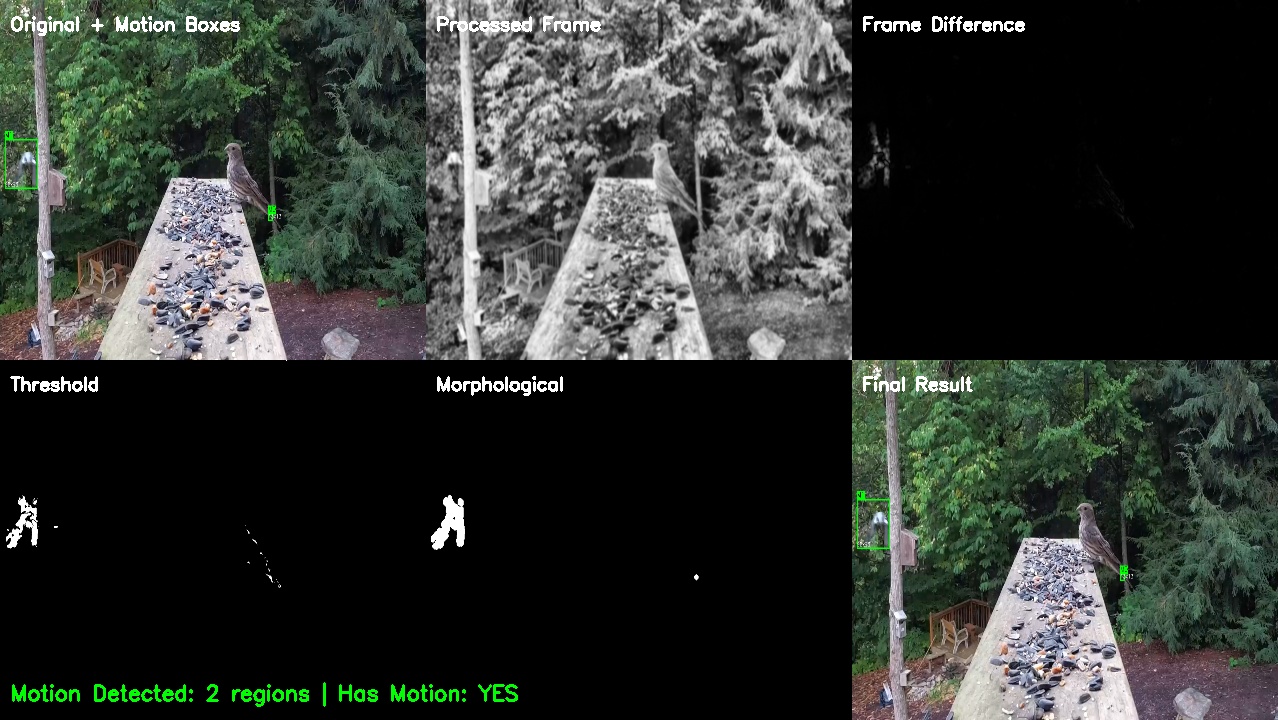 Original + Motion Boxes
Processed Frame
Frame Difference
Threshold
Morphological
Final Result
Motion Detected: 2 regions | Has Motion: YES